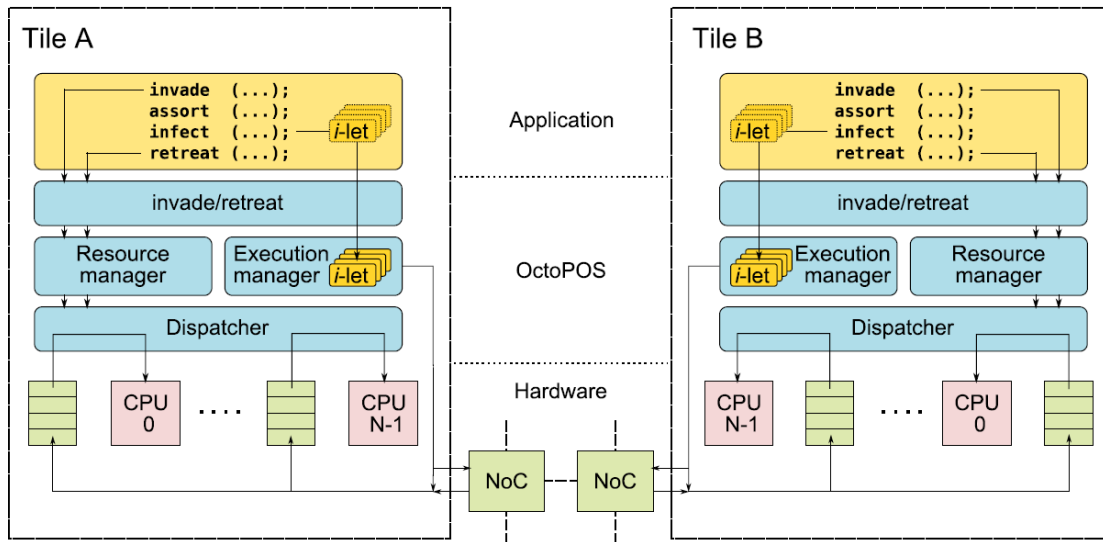 Tile A
invade (...);
assort (...);
infect (...);
retreat (...);
i-let
invade/retreat
Resource
manager
Execution
manager
i-let
Dispatcher
CPU
0
. . . .
CPU
N-1
Application
OctoPOS
Hardware
NoC
NoC
Tile B
invade (...);
assort (...);
infect (...);
retreat (...);
i-let
invade/retreat
i-let
Execution
manager
Resource
manager
Dispatcher
CPU
N-1
. . . .
CPU
0